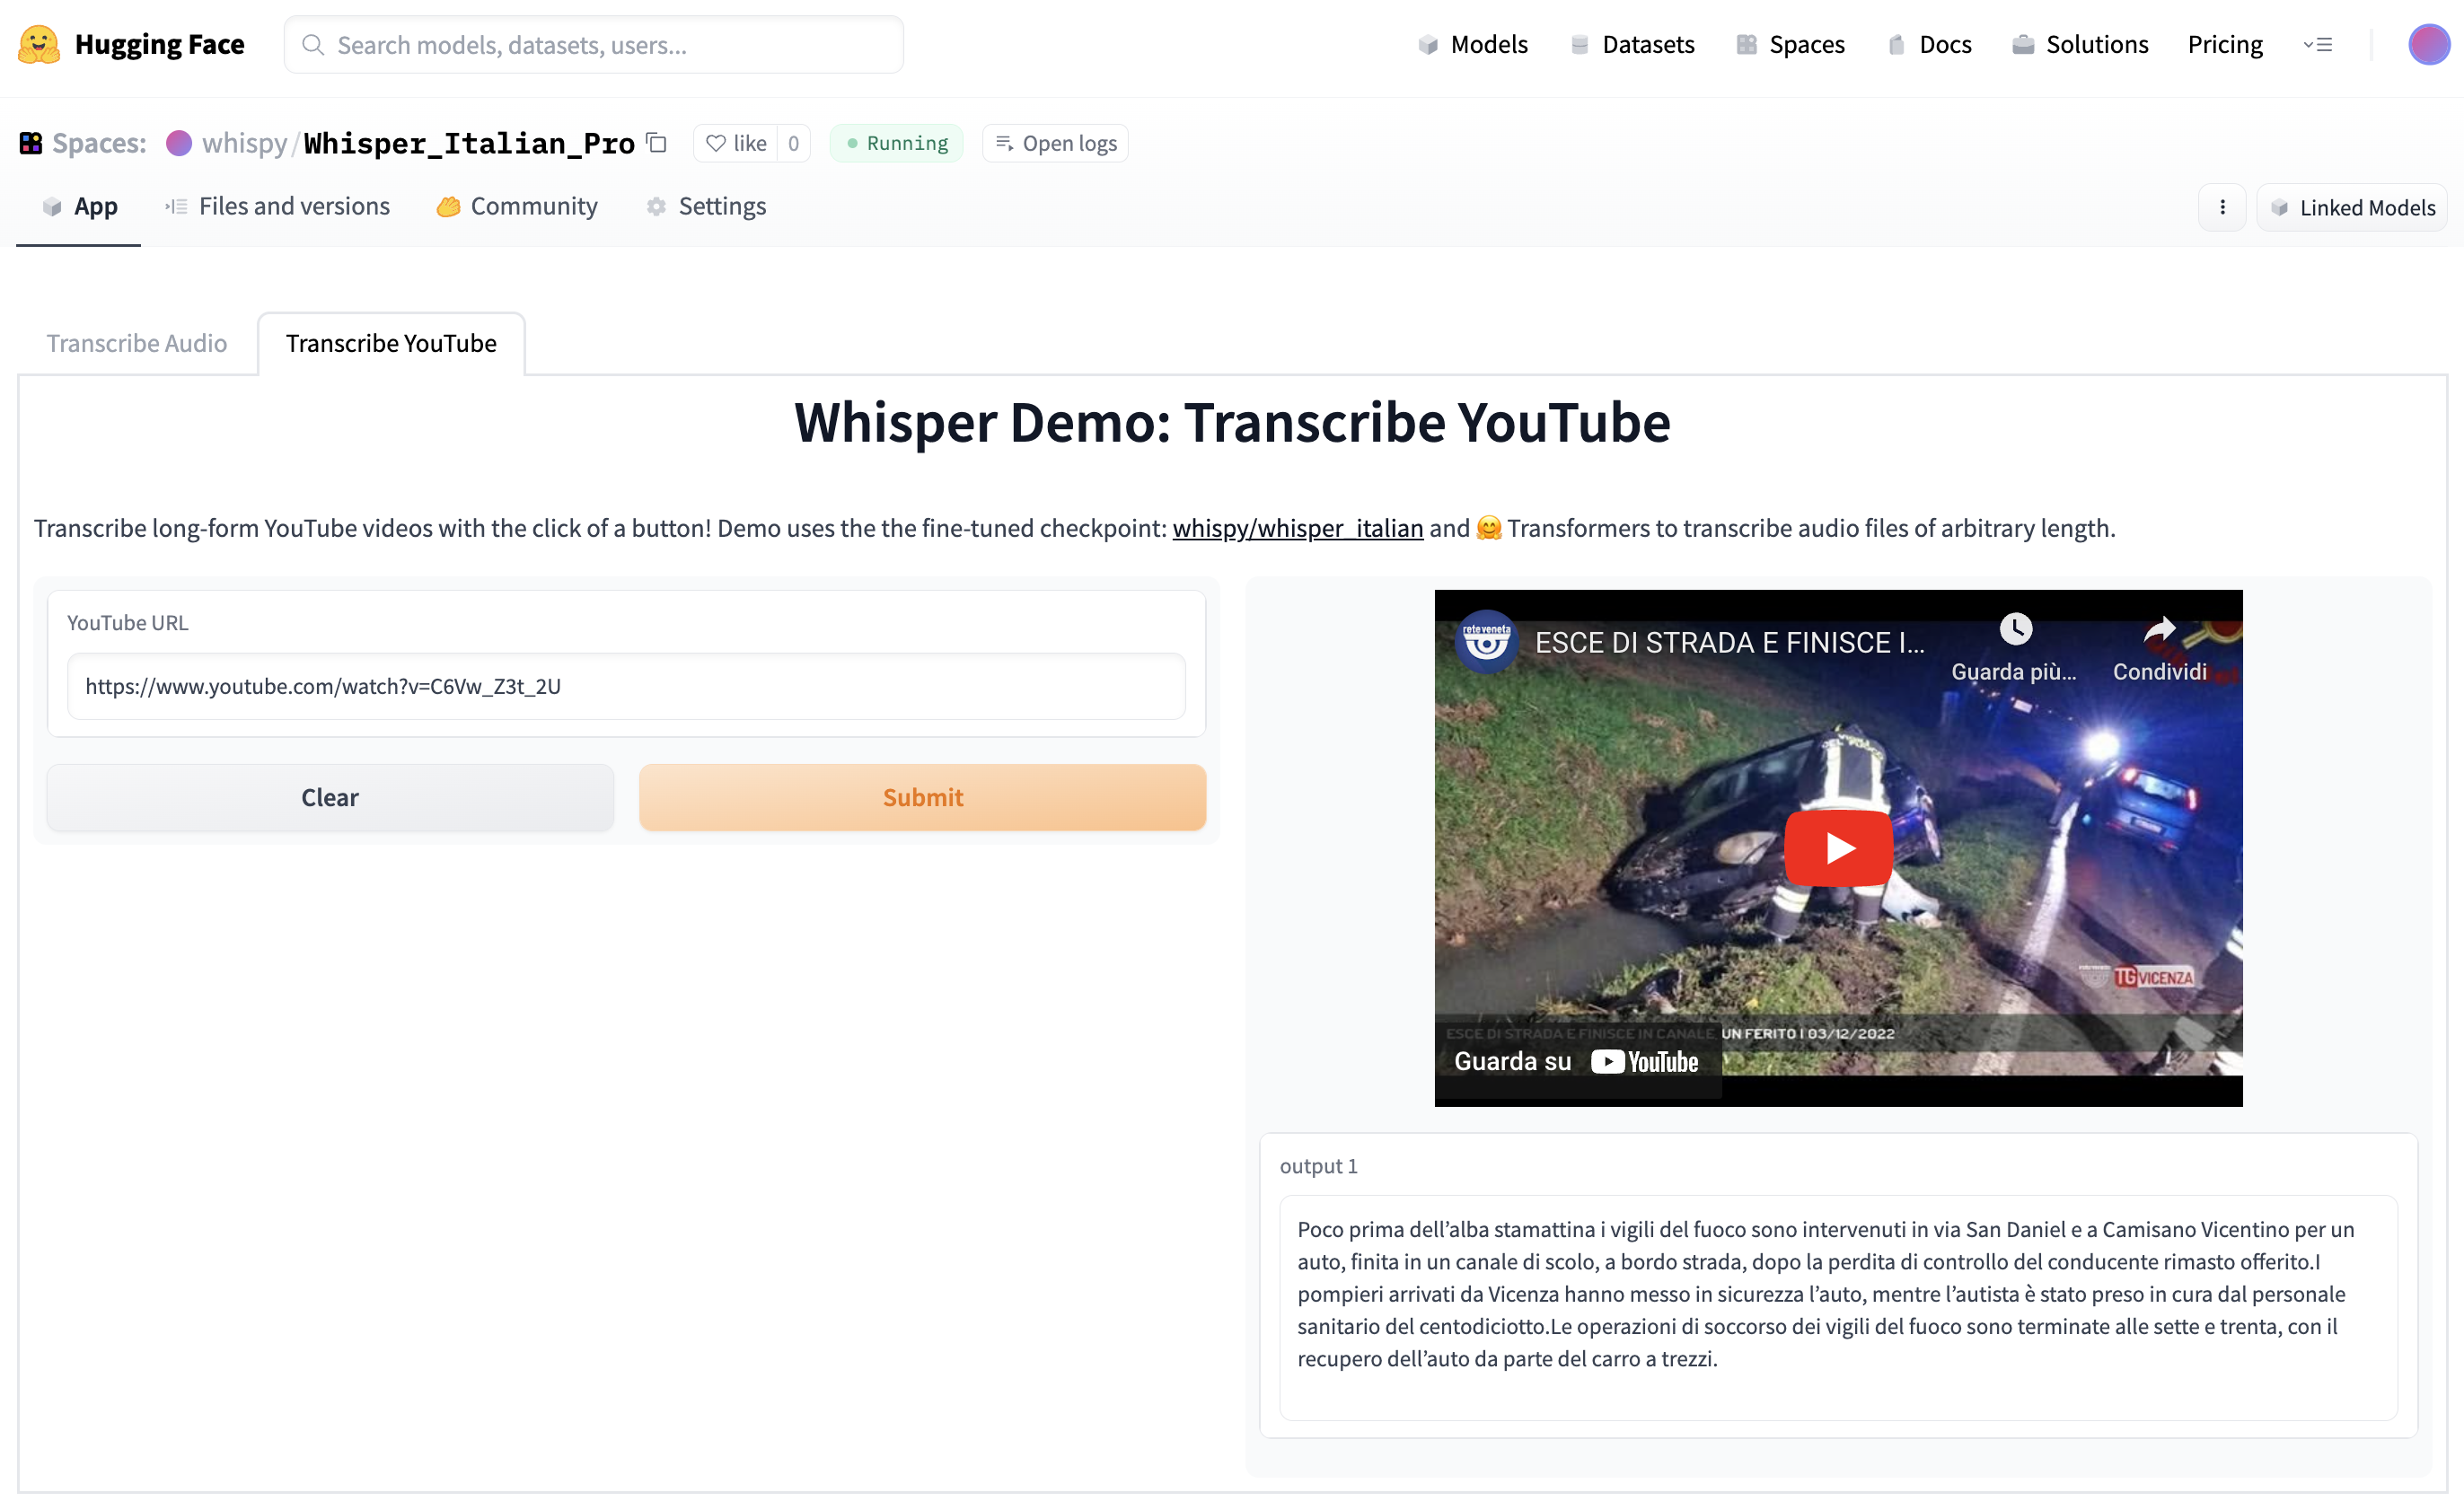 Hugging Face
Search models, datasets, users...
Models
Datasets
Spaces
Docs
Solutions
Pricing
Spaces:
whispy/Whisper_Italian_Pro
like
0
Running
Open logs
App
Files and versions
Community
Settings
Linked Models
Transcribe Audio
Transcribe YouTube
Whisper Demo: Transcribe YouTube
Transcribe long-form YouTube videos with the click of a button! Demo uses the the fine-tuned checkpoint: whispy/whisper_italian and 🤗 Transformers to transcribe audio files of arbitrary length.
YouTube URL
https://www.youtube.com/watch?v=C6Vw_Z3t_2U
Clear
Submit
rete veneta
ESCE DI STRADA E FINISCE I...
Guarda più...
Condividi
TG VICENZA
ESCE DI STRADA E FINISCE IN CANALE, UN FERITO | 03/12/2022
Guarda su YouTube
output 1
Poco prima dell’alba stamattina i vigili del fuoco sono intervenuti in via San Daniel e a Camisano Vicentino per un
auto, finita in un canale di scolo, a bordo strada, dopo la perdita di controllo del conducente rimasto offerito.I
pompieri arrivati da Vicenza hanno messo in sicurezza l’auto, mentre l’autista è stato preso in cura dal personale
sanitario del centodiciotto.Le operazioni di soccorso dei vigili del fuoco sono terminate alle sette e trenta, con il
recupero dell’auto da parte del carro a trezzi.